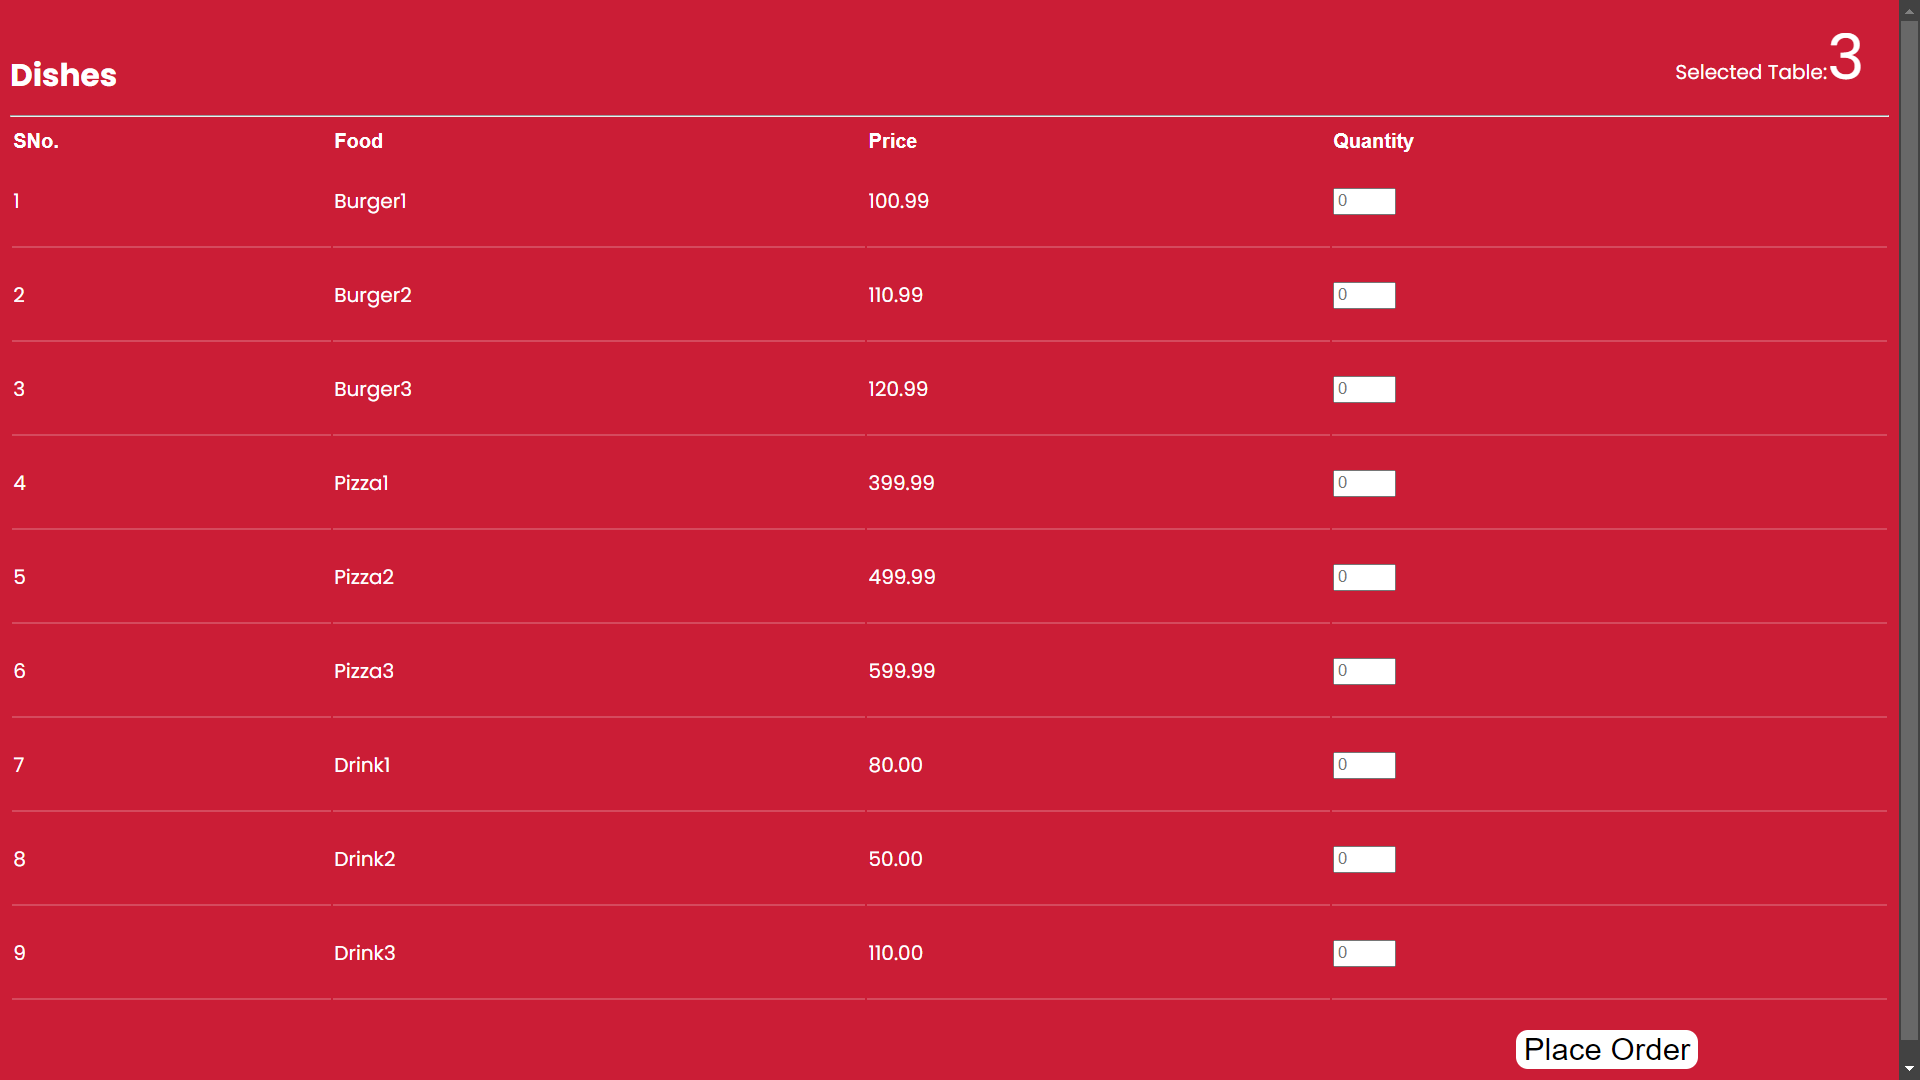 Dishes
Selected Table:3
SNo. Food Price Quantity
1 Burger1 100.99 0
2 Burger2 110.99 0
3 Burger3 120.99 0
4 Pizza1 399.99 0
5 Pizza2 499.99 0
6 Pizza3 599.99 0
7 Drink1 80.00 0
8 Drink2 50.00 0
9 Drink3 110.00 0
Place Order